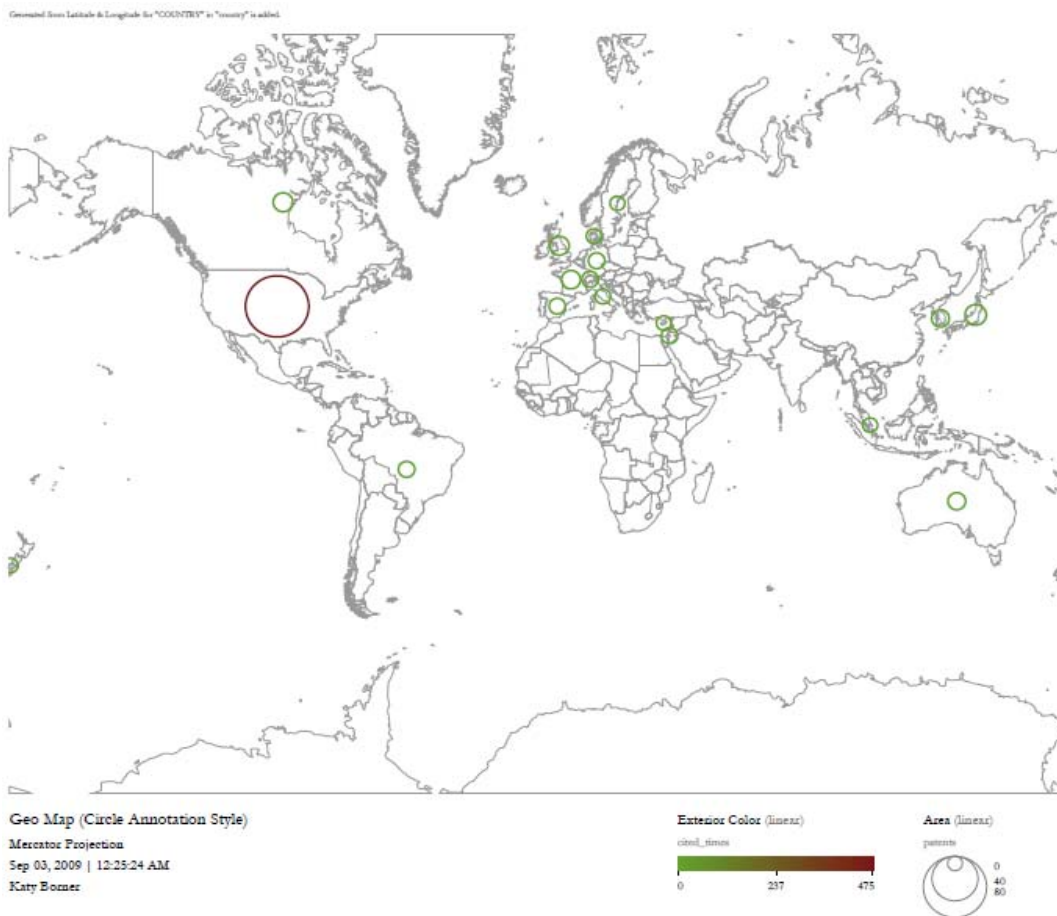 Generated from Latitude & Longitude for "COUNTRY" in "country" is added.
Geo Map (Circle Annotation Style)
Mercator Projection
Sep 03, 2009 | 12:25:24 AM
Katy Borner
Exterior Color (linear)
cited_times
0 237 475
Area (linear)
patents
0
40
80